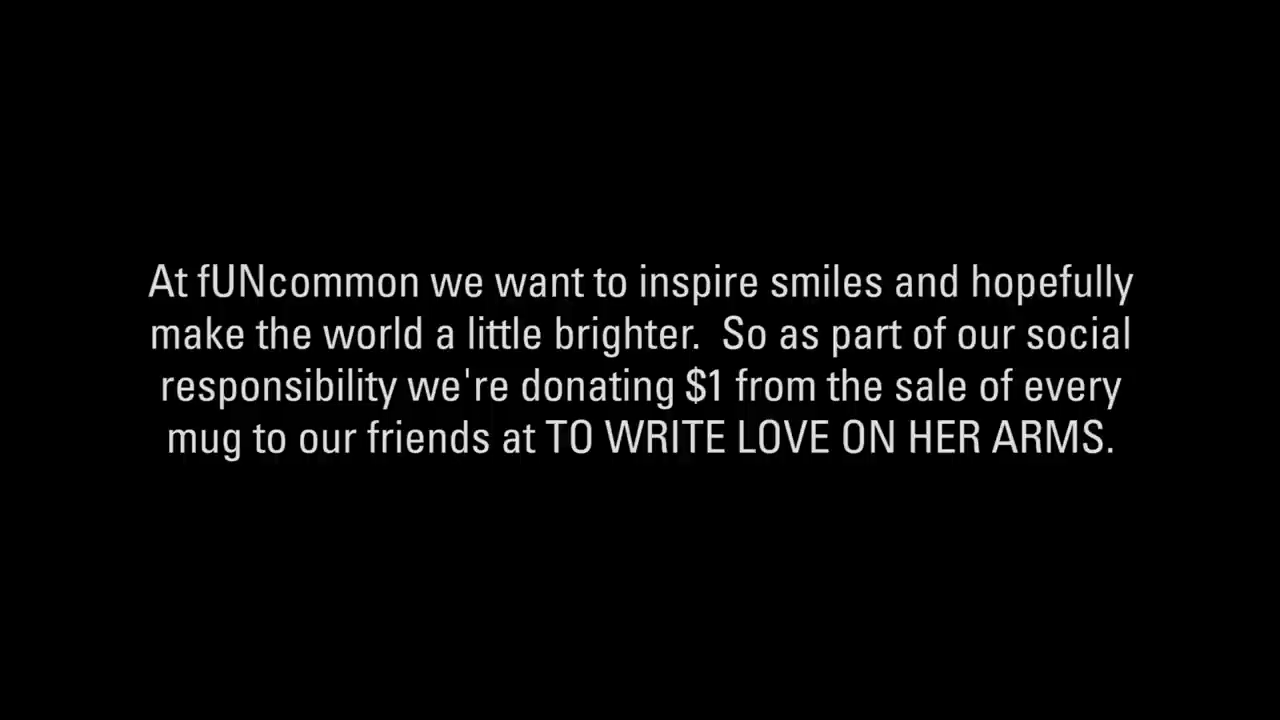 At fUNcommon we want to inspire smiles and hopefully
make the world a little brighter.  So as part of our social
responsibility we're donating $1 from the sale of every
mug to our friends at TO WRITE LOVE ON HER ARMS.